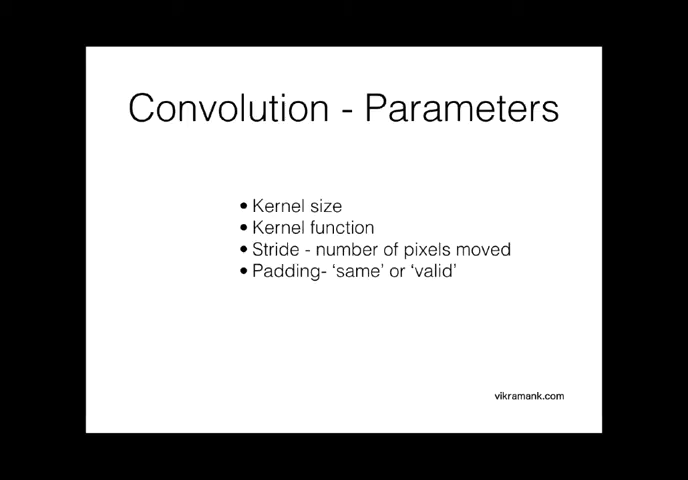 Convolution - Parameters
• Kernel size
• Kernel function
• Stride - number of pixels moved
• Padding- ‘same’ or ‘valid’
vikramank.com